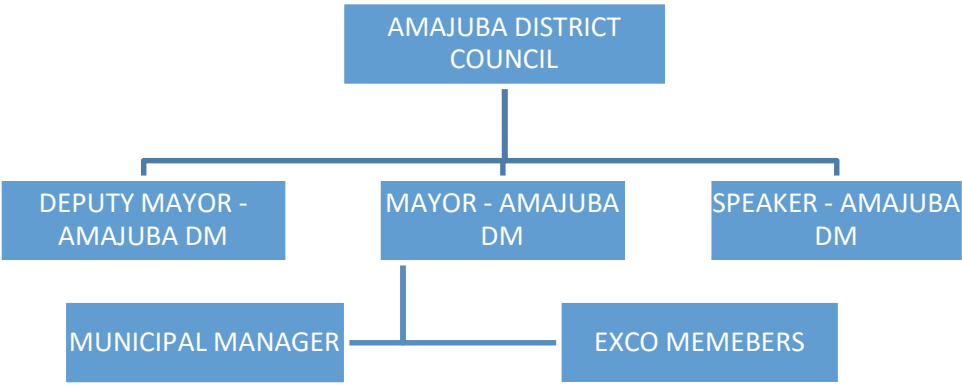 AMAJUBA DISTRICT
COUNCIL
DEPUTY MAYOR -
AMAJUBA DM
MAYOR - AMAJUBA
DM
SPEAKER - AMAJUBA
DM
MUNICIPAL MANAGER
EXCO MEMEBERS